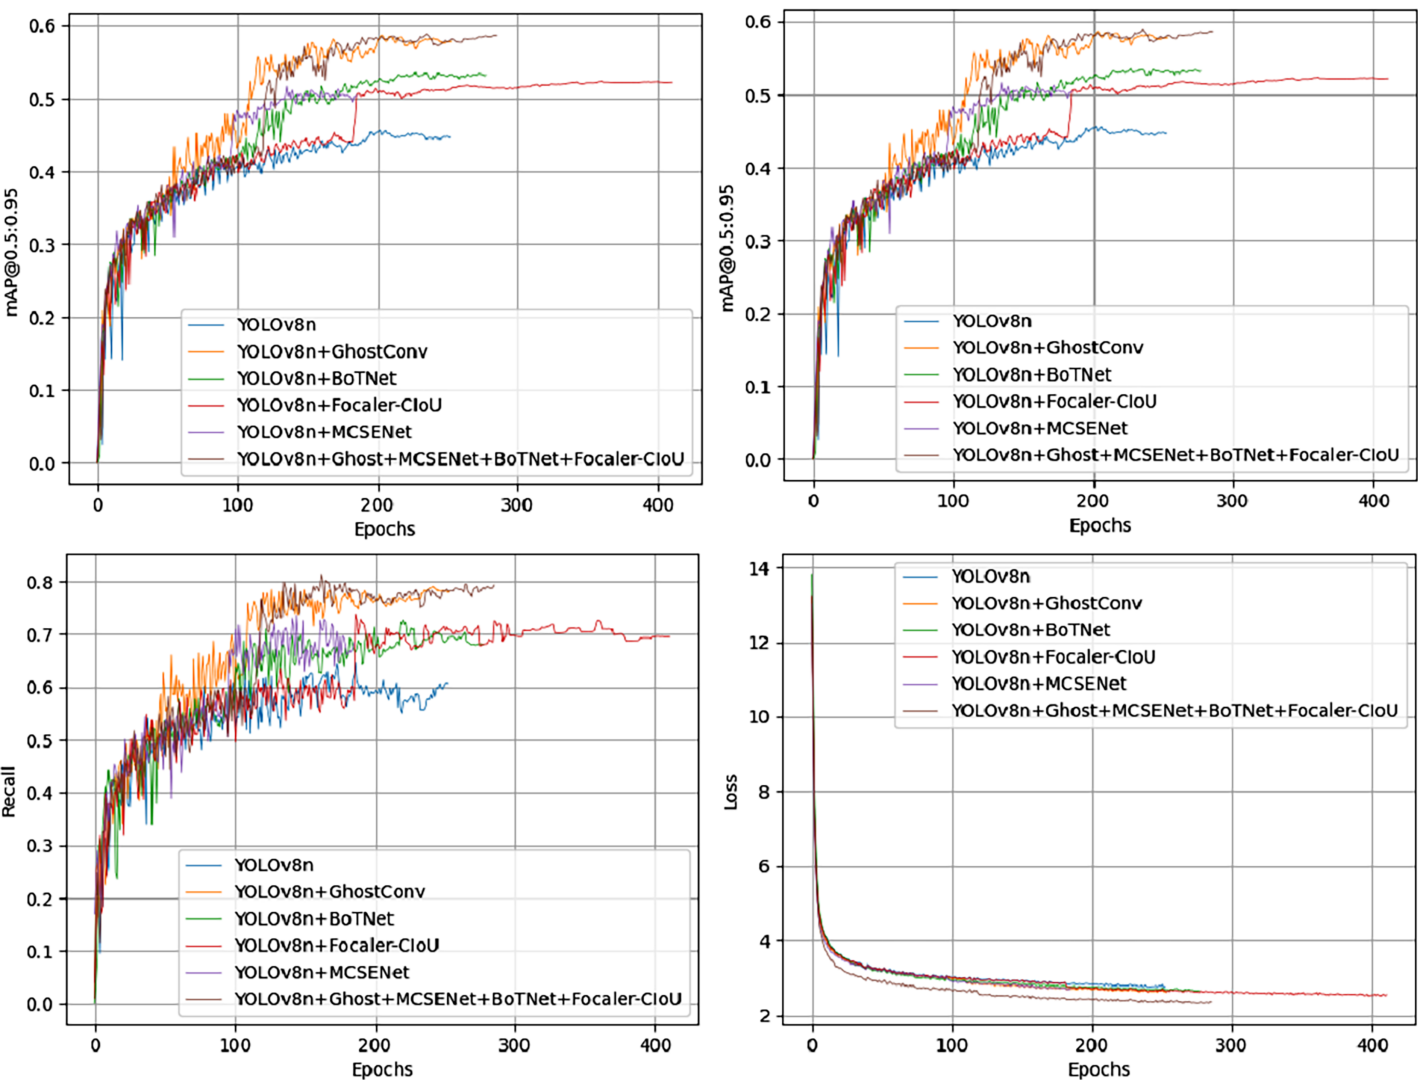 0.6
0.5
0.4
0.3
0.2
0.1
0.0
mAP@0.5:0.95
YOLOv8n
YOLOv8n+GhostConv
YOLOv8n+BoTNet
YOLOv8n+Focaler-CIoU
YOLOv8n+MCSENet
YOLOv8n+Ghost+MCSENet+BoTNet+Focaler-CIoU
0 100 200 300 400
Epochs
0.6
0.5
0.4
0.3
0.2
0.1
0.0
mAP@0.5:0.95
YOLOv8n
YOLOv8n+GhostConv
YOLOv8n+BoTNet
YOLOv8n+Focaler-CIoU
YOLOv8n+MCSENet
YOLOv8n+Ghost+MCSENet+BoTNet+Focaler-CIoU
0 100 200 300 400
Epochs
0.8
0.7
0.6
0.5
0.4
0.3
0.2
0.1
0.0
Recall
YOLOv8n
YOLOv8n+GhostConv
YOLOv8n+BoTNet
YOLOv8n+Focaler-CIoU
YOLOv8n+MCSENet
YOLOv8n+Ghost+MCSENet+BoTNet+Focaler-CIoU
0 100 200 300 400
Epochs
14
12
10
8
6
4
2
Loss
YOLOv8n
YOLOv8n+GhostConv
YOLOv8n+BoTNet
YOLOv8n+Focaler-CIoU
YOLOv8n+MCSENet
YOLOv8n+Ghost+MCSENet+BoTNet+Focaler-CIoU
0 100 200 300 400
Epochs